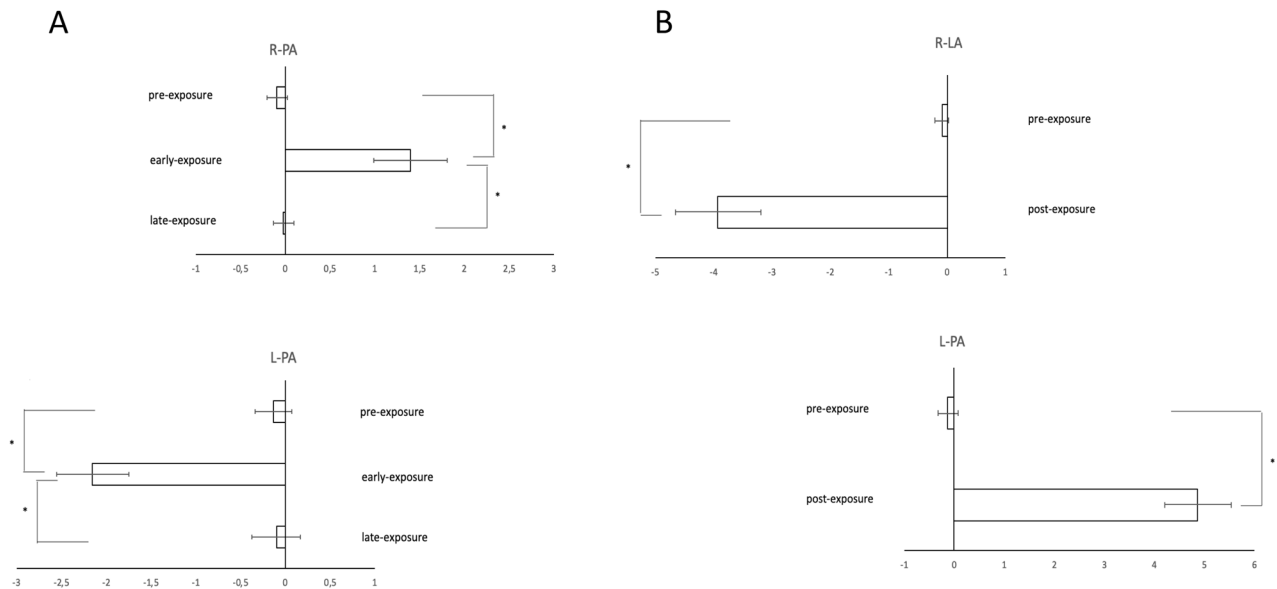 A
R-PA
pre-exposure
*
early-exposure
*
late-exposure
-1 -0,5 0 0,5 1 1,5 2 2,5 3
L-PA
pre-exposure
*
early-exposure
*
late-exposure
-3 -2,5 -2 -1,5 -1 -0,5 0 0,5 1
B
R-LA
pre-exposure
*
post-exposure
-5 -4 -3 -2 -1 0 1
L-PA
pre-exposure
*
post-exposure
-1 0 1 2 3 4 5 6